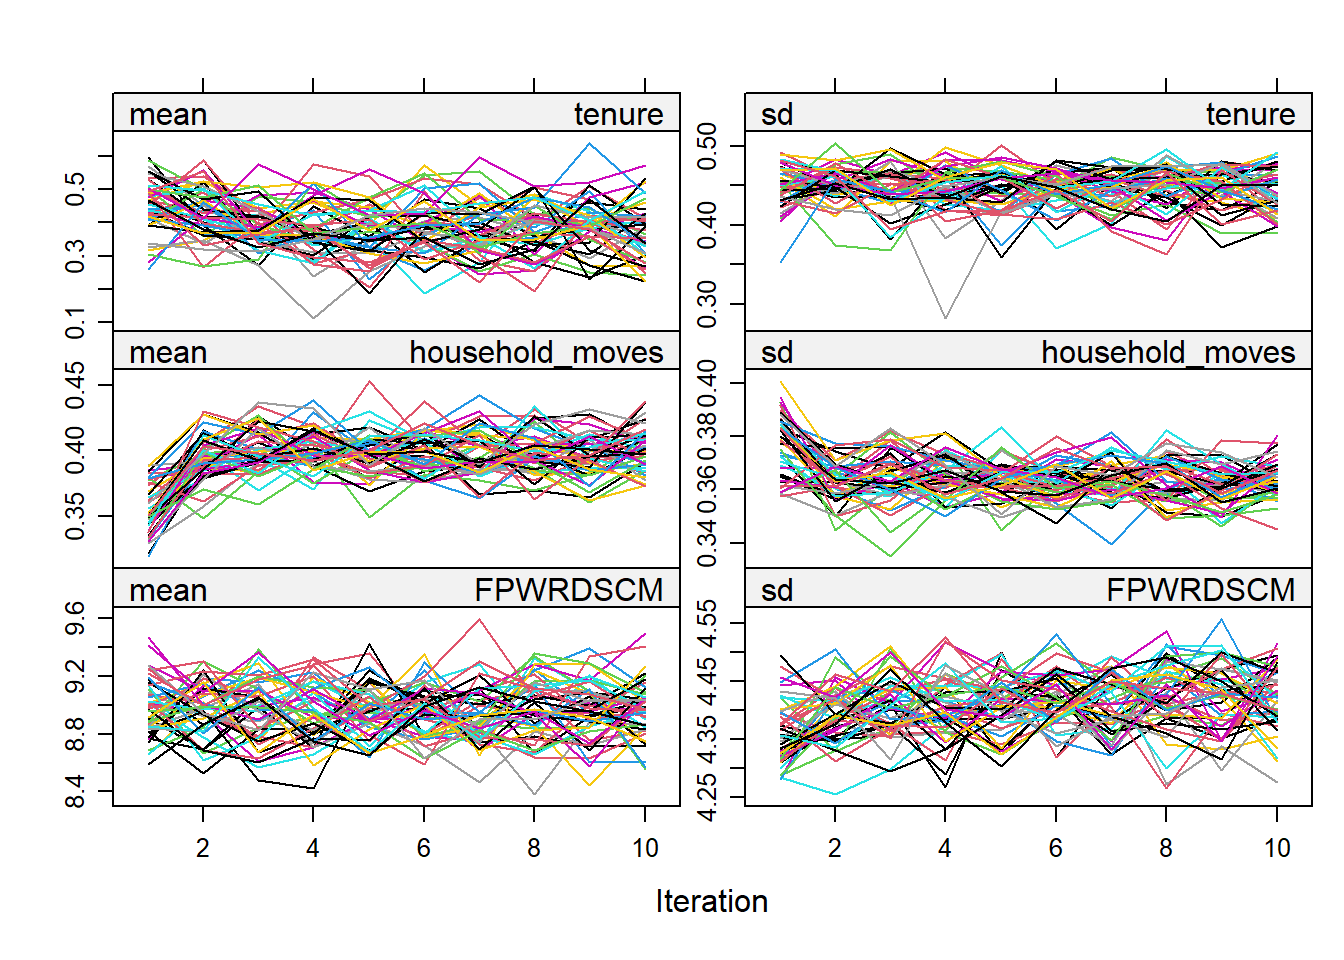 mean tenure
sd tenure
0.5
0.3
0.1
0.50
0.40
0.30
mean household_moves
sd household_moves
0.45
0.40
0.35
0.40
0.38
0.36
0.34
mean FPWRDSCM
sd FPWRDSCM
9.6
9.2
8.8
8.4
4.55
4.45
4.35
4.25
2 4 6 8 10
2 4 6 8 10
Iteration